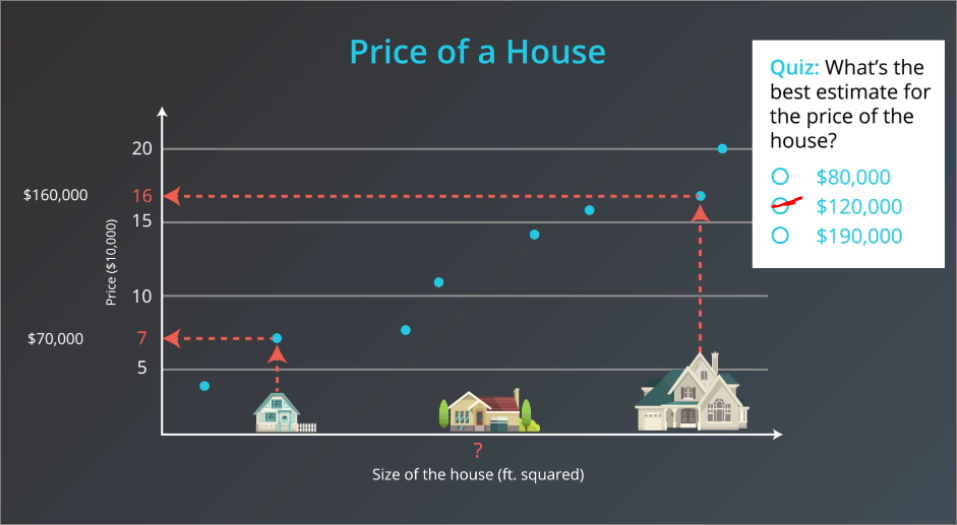 Price of a House
Quiz: What's the
best estimate for
the price of the
house?
$80,000
$120,000
$190,000
20
$160,000 16
15
10
$70,000 7
5
Price ($10,000)
?
Size of the house (ft. squared)